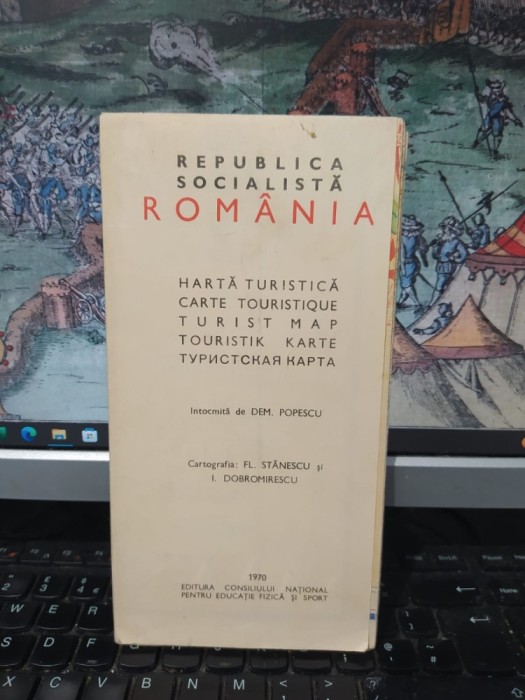 REPUBLICA
SOCIALISTĂ
ROMÂNIA
HARTĂ TURISTICĂ
CARTE TOURISTIQUE
TURIST MAP
TOURISTIK KARTE
ТУРИСТСКАЯ КАРТА
Intocmită de DEM. POPESCU
Cartografia: FL. STĂNESCU și
I. DOBROMIRESCU
1970
EDITURA CONSILIULUI NAȚIONAL
PENTRU EDUCAȚIE FIZICĂ ȘI SPORT
W E R
S D F
X C V B N M < >